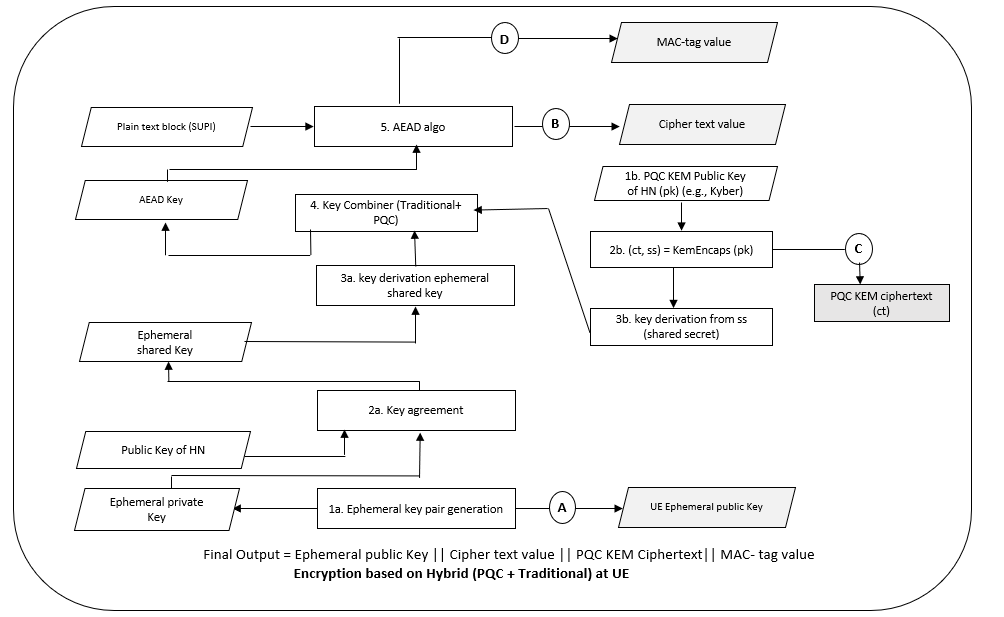 D
MAC-tag value
Plain text block (SUPI)
5. AEAD algo
B
Cipher text value
1b. PQC KEM Public Key
of HN (pk) (e.g., Kyber)
AEAD Key
4. Key Combiner (Traditional+
PQC)
2b. (ct, ss) = KemEncaps (pk)
C
3a. key derivation ephemeral
shared key
PQC KEM ciphertext
(ct)
3b. key derivation from ss
(shared secret)
Ephemeral
shared Key
2a. Key agreement
Public Key of HN
Ephemeral private
Key
1a. Ephemeral key pair generation
A
UE Ephemeral public Key
Final Output = Ephemeral public Key || Cipher text value || PQC KEM Ciphertext|| MAC- tag value
Encryption based on Hybrid (PQC + Traditional) at UE